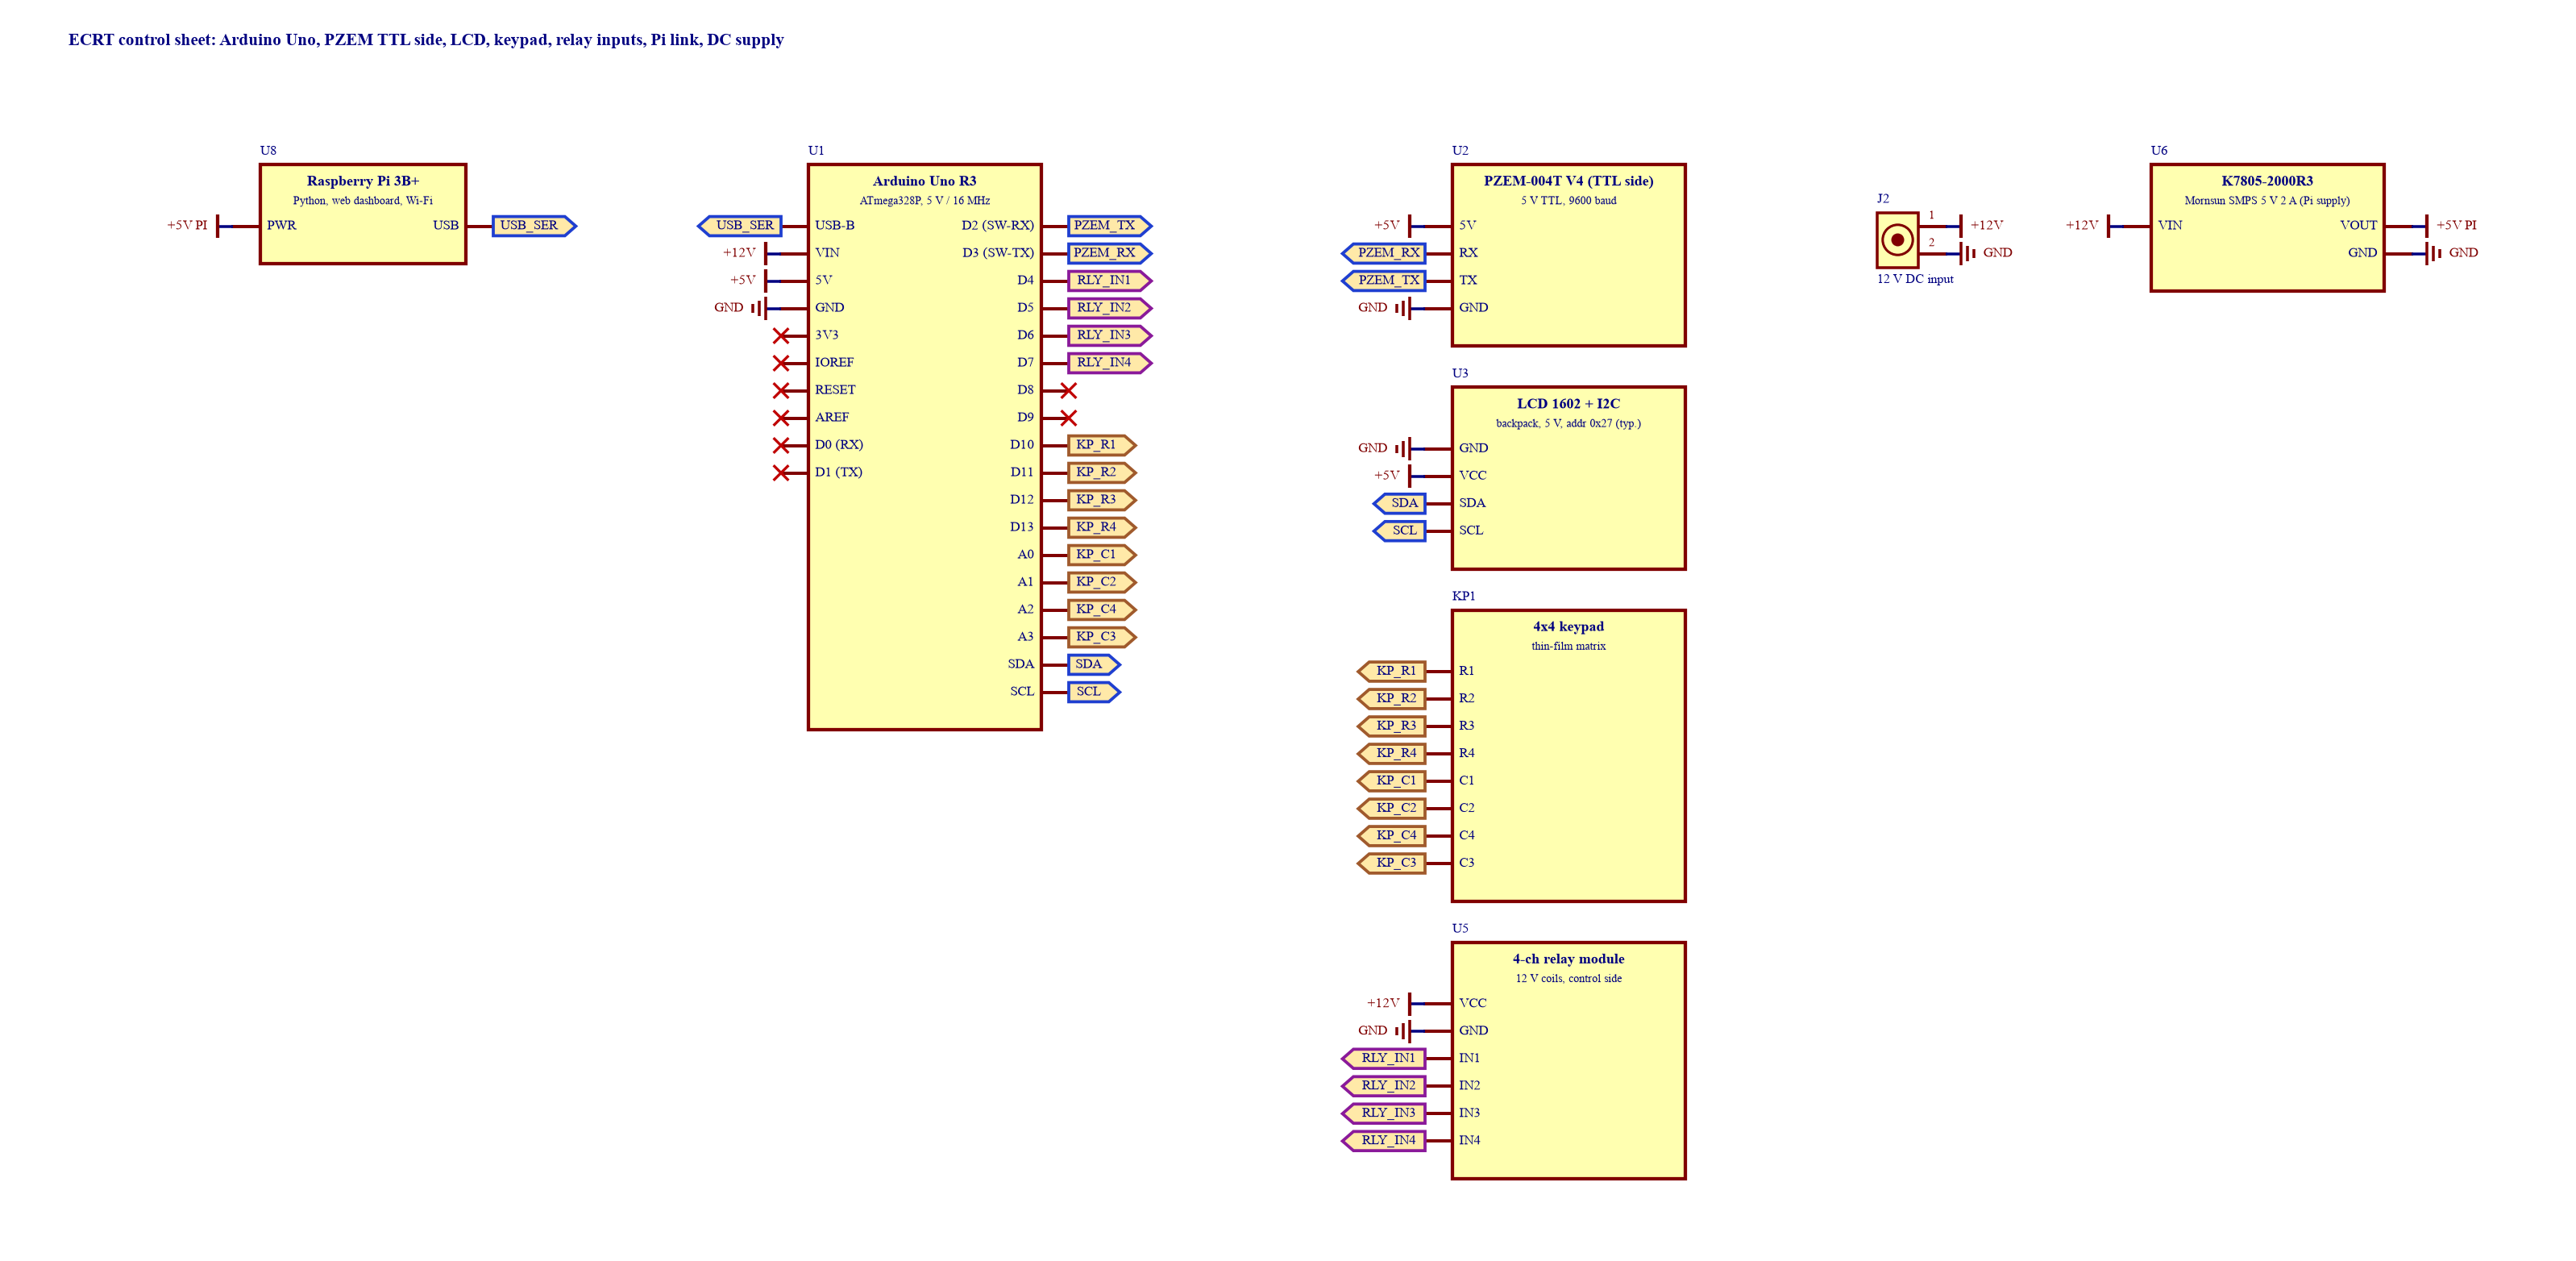 ECRT control sheet: Arduino Uno, PZEM TTL side, LCD, keypad, relay inputs, Pi link, DC supply
U8
Raspberry Pi 3B+
Python, web dashboard, Wi-Fi
+5V PI
PWR
USB
USB_SER
U1
Arduino Uno R3
ATmega328P, 5 V / 16 MHz
USB_SER
USB-B
D2 (SW-RX)
PZEM_TX
+12V
VIN
D3 (SW-TX)
PZEM_RX
+5V
5V
D4
RLY_IN1
GND
GND
D5
RLY_IN2
3V3
D6
RLY_IN3
IOREF
D7
RLY_IN4
RESET
D8
AREF
D9
D0 (RX)
D10
KP_R1
D1 (TX)
D11
KP_R2
D12
KP_R3
D13
KP_R4
A0
KP_C1
A1
KP_C2
A2
KP_C4
A3
KP_C3
SDA
SDA
SCL
SCL
U2
PZEM-004T V4 (TTL side)
5 V TTL, 9600 baud
+5V
5V
PZEM_RX
RX
PZEM_TX
TX
GND
GND
U3
LCD 1602 + I2C
backpack, 5 V, addr 0x27 (typ.)
GND
GND
+5V
VCC
SDA
SDA
SCL
SCL
KP1
4x4 keypad
thin-film matrix
KP_R1
R1
KP_R2
R2
KP_R3
R3
KP_R4
R4
KP_C1
C1
KP_C2
C2
KP_C4
C4
KP_C3
C3
U5
4-ch relay module
12 V coils, control side
+12V
VCC
GND
GND
RLY_IN1
IN1
RLY_IN2
IN2
RLY_IN3
IN3
RLY_IN4
IN4
J2
1
+12V
2
GND
12 V DC input
U6
K7805-2000R3
Mornsun SMPS 5 V 2 A (Pi supply)
+12V
VIN
VOUT
+5V PI
GND
GND